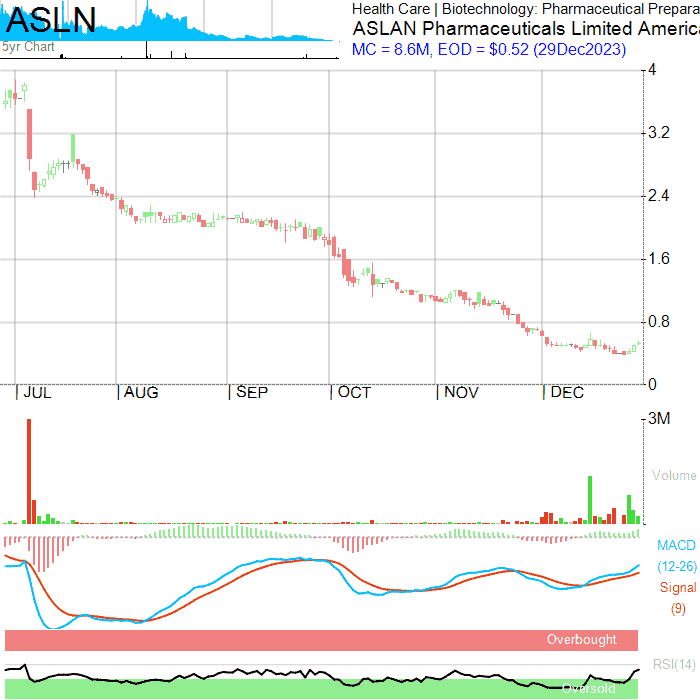 ASLN
5yr Chart
Health Care | Biotechnology: Pharmaceutical Prepara
ASLAN Pharmaceuticals Limited America
MC = 8.6M, EOD = $0.52 (29Dec2023)
4
3.2
2.4
1.6
0.8
0
JUL AUG SEP OCT NOV DEC
3M
Volume
MACD
(12-26)
Signal
(9)
Overbought
RSI(14)
Oversold